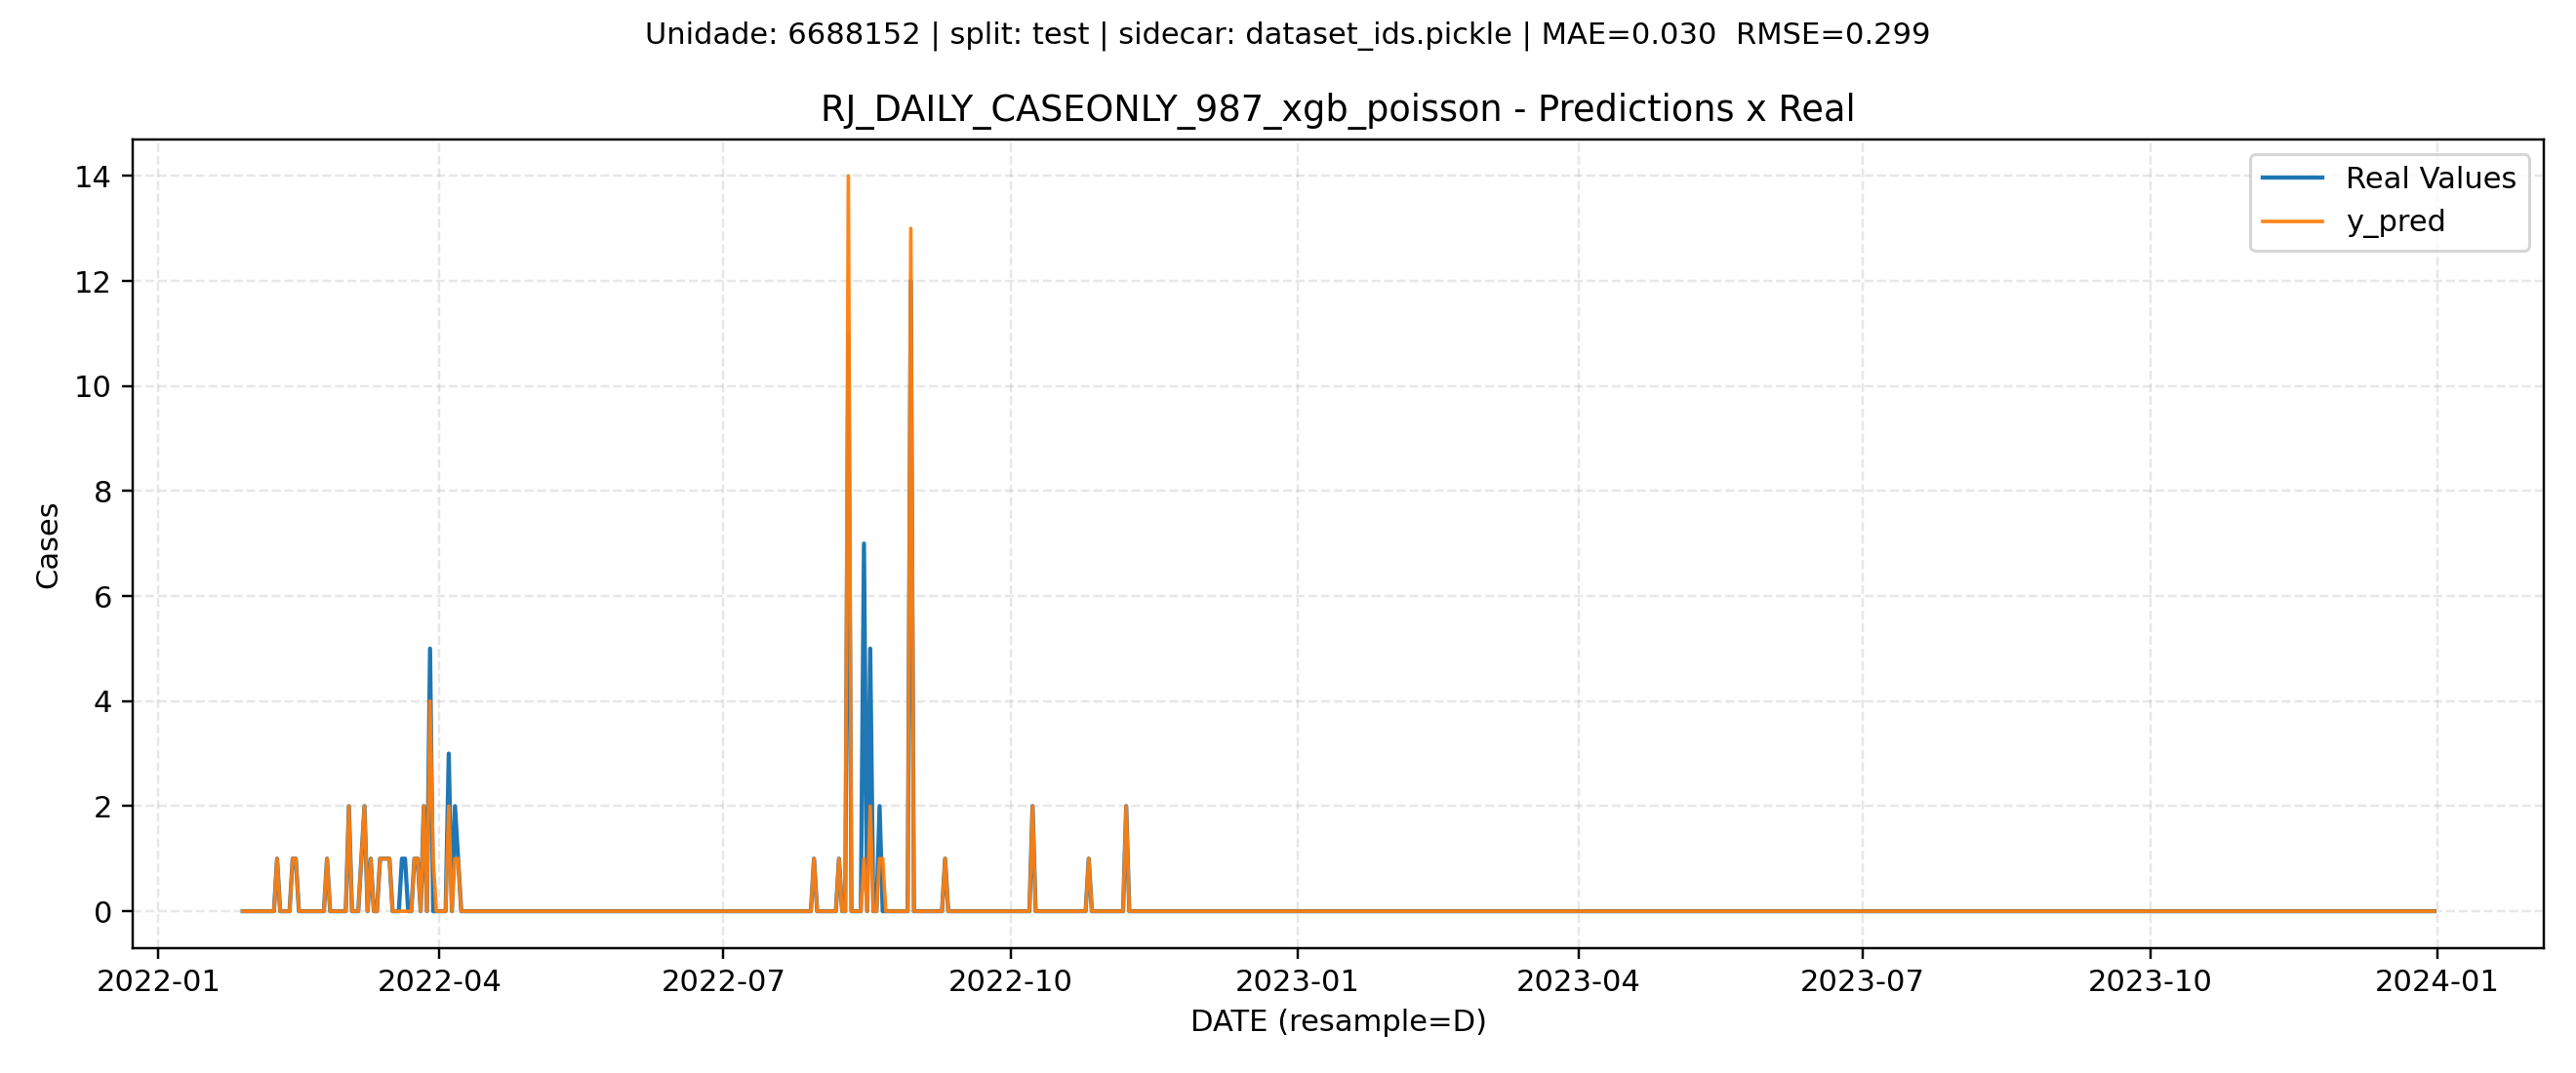 Unidade: 6688152 | split: test | sidecar: dataset_ids.pickle | MAE=0.030  RMSE=0.299
RJ_DAILY_CASEONLY_987_xgb_poisson - Predictions x Real
Real Values
y_pred
14
12
10
8
6
4
2
0
Cases
2022-01
2022-04
2022-07
2022-10
2023-01
2023-04
2023-07
2023-10
2024-01
DATE (resample=D)